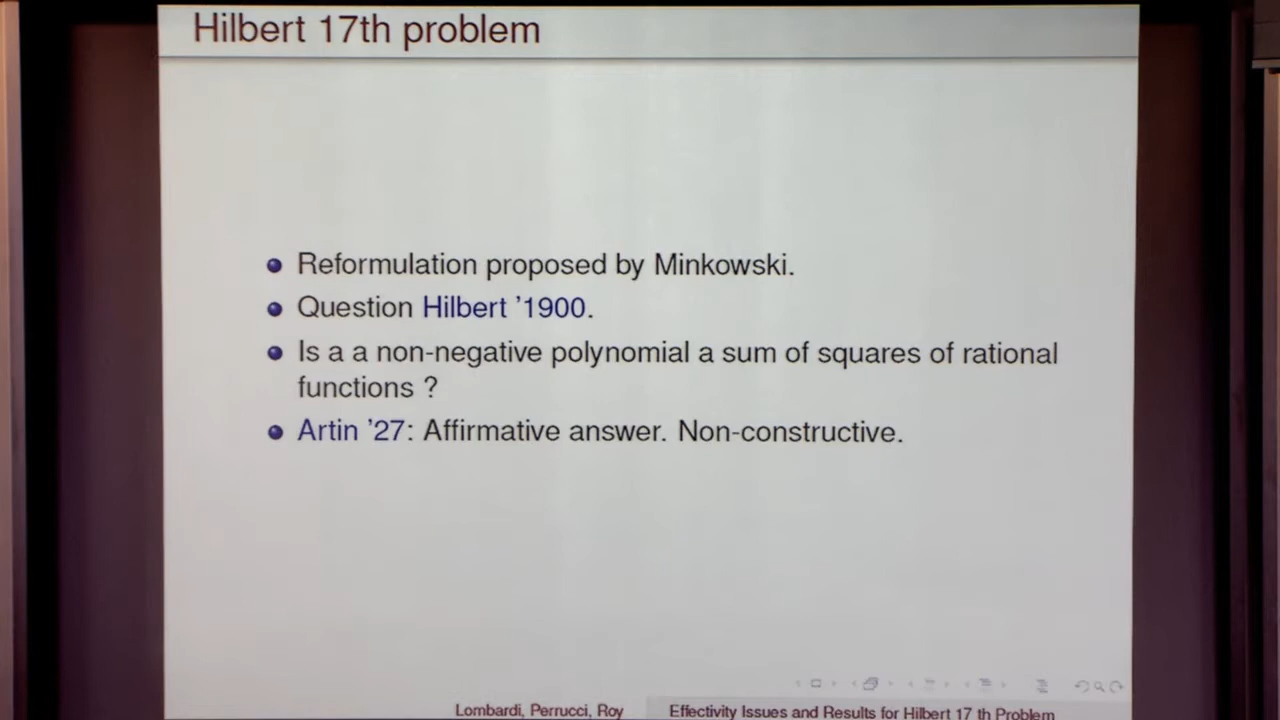 Hilbert 17th problem
Reformulation proposed by Minkowski.
Question Hilbert '1900.
Is a a non-negative polynomial a sum of squares of rational
functions ?
Artin '27: Affirmative answer. Non-constructive.
Lombardi, Perrucci, Roy
Effectivity Issues and Results for Hilbert 17 th Problem